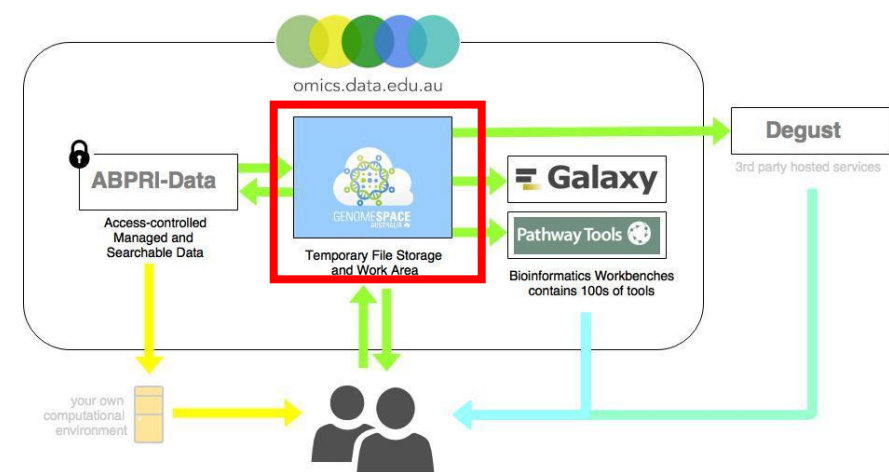 omics.data.edu.au
ABPRI-Data
Access-controlled
Managed and
Searchable Data
GENOMESPACE
AUSTRALIA
Temporary File Storage
and Work Area
Galaxy
Pathway Tools
Bioinformatics Workbenches
contains 100s of tools
Degust
3rd party hosted services
your own
computational
environment